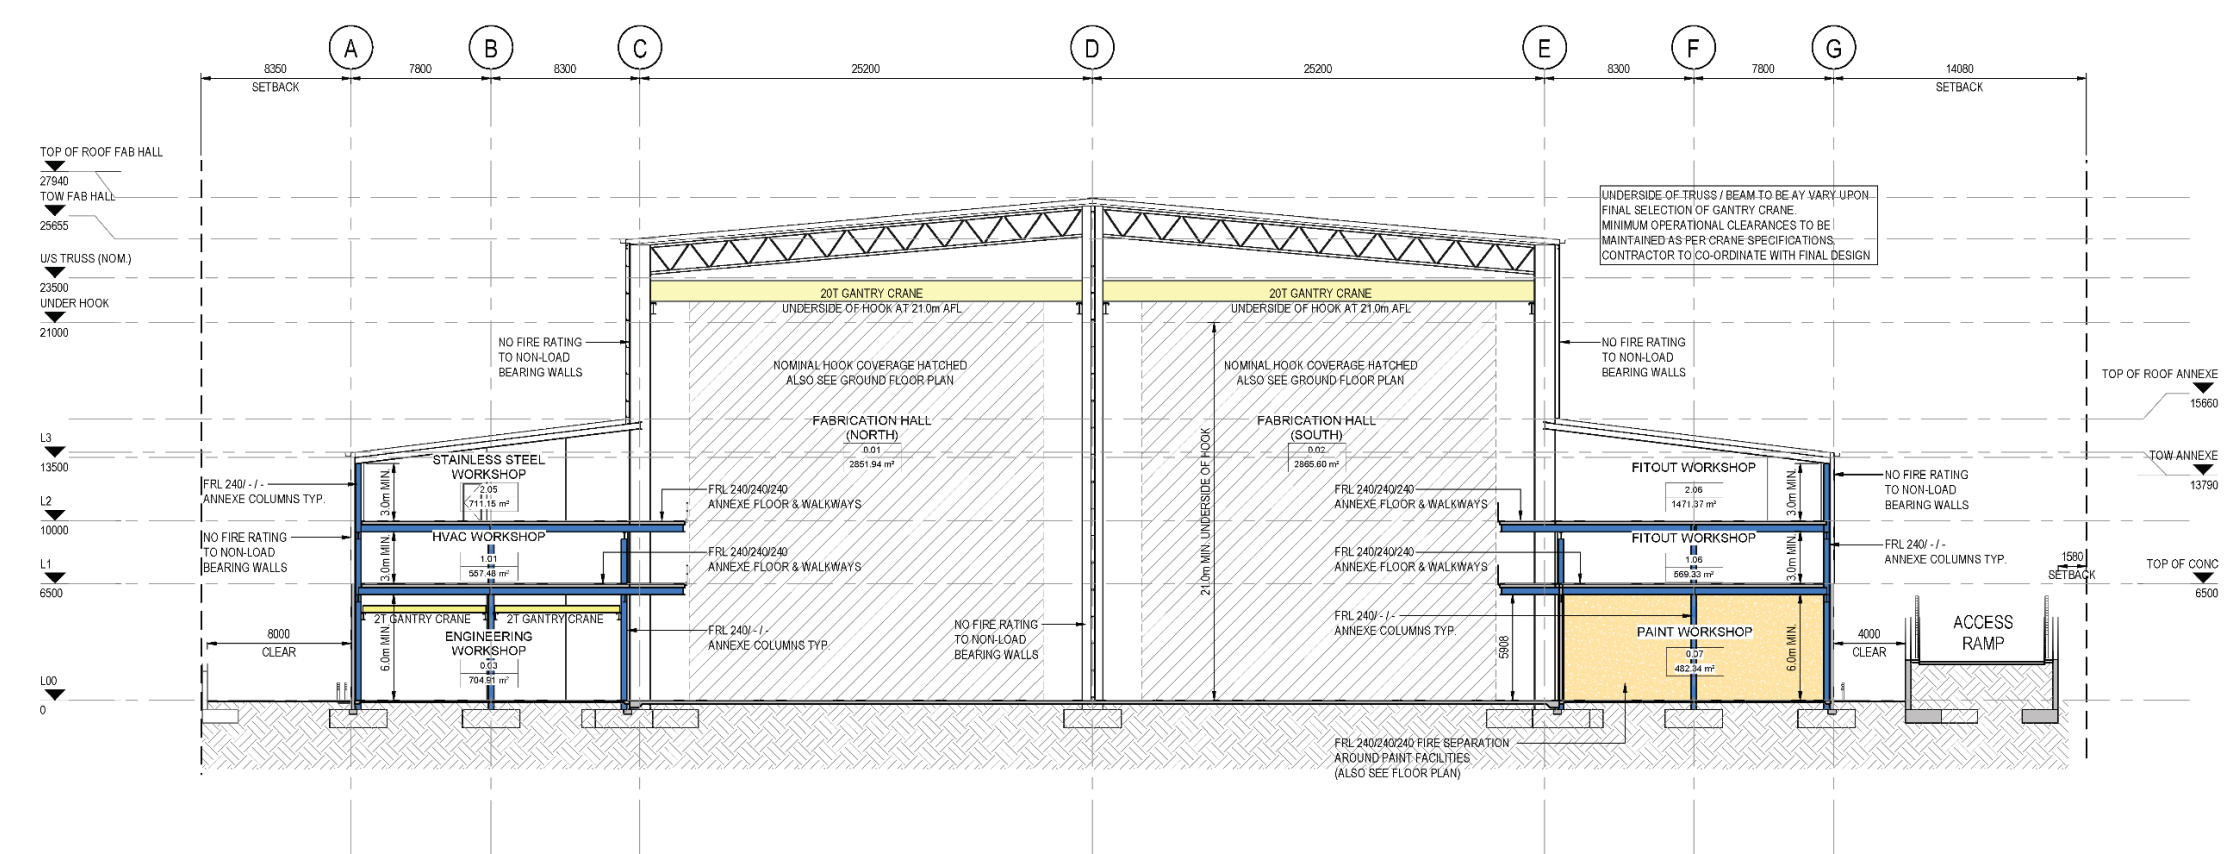 A B C D E F G
8350 7800 8300 25200 25200 8300 7800 14080
SETBACK SETBACK
TOP OF ROOF FAB HALL
27940
TOW FAB HALL
25655
U/S TRUSS (NOM.)
23500
UNDER HOOK
21000
L3
13500
L2
10000
L1
6500
L00
0
UNDERSIDE OF TRUSS / BEAM TO BE AY VARY UPON
FINAL SELECTION OF GANTRY CRANE.
MINIMUM OPERATIONAL CLEARANCES TO BE
MAINTAINED AS PER CRANE SPECIFICATIONS,
CONTRACTOR TO CO-ORDINATE WITH FINAL DESIGN
20T GANTRY CRANE
UNDERSIDE OF HOOK AT 21.0m AFL
20T GANTRY CRANE
UNDERSIDE OF HOOK AT 21.0m AFL
NO FIRE RATING
TO NON-LOAD
BEARING WALLS
NOMINAL HOOK COVERAGE HATCHED
ALSO SEE GROUND FLOOR PLAN
NOMINAL HOOK COVERAGE HATCHED
ALSO SEE GROUND FLOOR PLAN
NO FIRE RATING
TO NON-LOAD
BEARING WALLS
TOP OF ROOF ANNEXE
15660
TOW ANNEXE
13790
TOP OF CONC
6500
FABRICATION HALL
(NORTH)
0.01
2851.94 m²
FABRICATION HALL
(SOUTH)
0.02
2865.60 m²
21.0m MIN. UNDERSIDE OF HOOK
STAINLESS STEEL
WORKSHOP
2.05
711.15 m²
3.0m MIN.
FRL 240/ - / -
ANNEXE COLUMNS TYP.
NO FIRE RATING
TO NON-LOAD
BEARING WALLS
HVAC WORKSHOP
1.01
557.48 m²
3.0m MIN.
2T GANTRY CRANE 2T GANTRY CRANE
ENGINEERING
WORKSHOP
0.03
704.91 m²
6.0m MIN.
8000
CLEAR
FRL 240/240/240
ANNEXE FLOOR & WALKWAYS
FRL 240/240/240
ANNEXE FLOOR & WALKWAYS
FRL 240/ - / -
ANNEXE COLUMNS TYP.
NO FIRE RATING
TO NON-LOAD
BEARING WALLS
FRL 240/240/240
ANNEXE FLOOR & WALKWAYS
FRL 240/240/240
ANNEXE FLOOR & WALKWAYS
FRL 240/ - / -
ANNEXE COLUMNS TYP.
5908
FITOUT WORKSHOP
2.06
1471.37 m²
3.0m MIN.
FITOUT WORKSHOP
1.06
569.33 m²
3.0m MIN.
PAINT WORKSHOP
0.07
482.34 m²
6.0m MIN.
NO FIRE RATING
TO NON-LOAD
BEARING WALLS
FRL 240/ - / -
ANNEXE COLUMNS TYP.
1580
SETBACK
4000
CLEAR
ACCESS
RAMP
FRL 240/240/240 FIRE SEPARATION
AROUND PAINT FACILITIES
(ALSO SEE FLOOR PLAN)